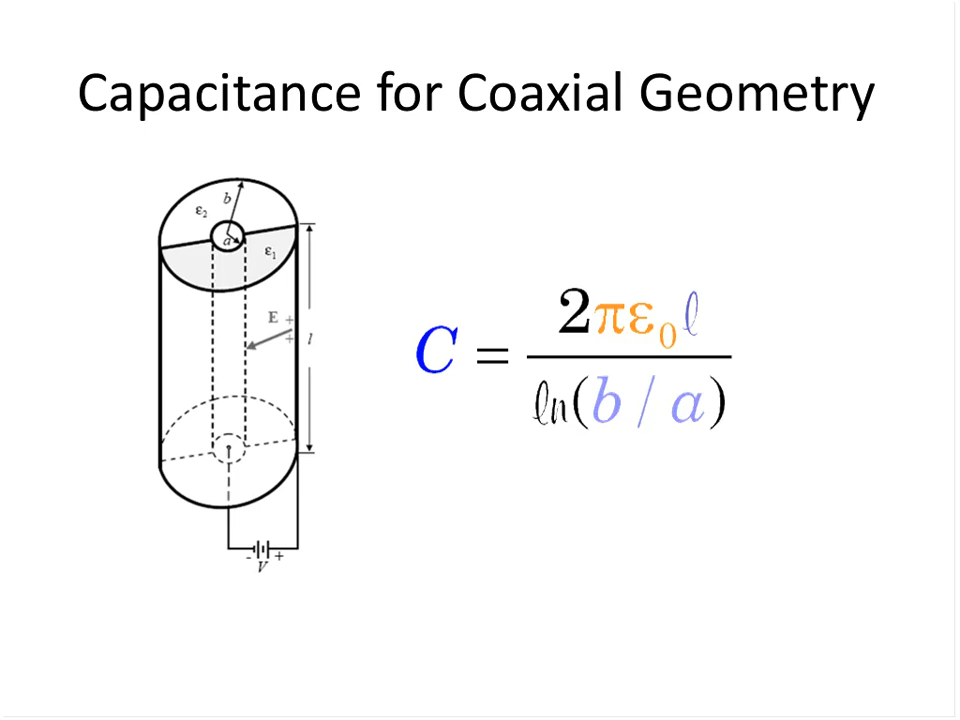 Capacitance for Coaxial Geometry
b
ε₂
a
ε₁
E
+
+
l
- +
V
C = 2πε₀ℓ / ℓn(b / a)